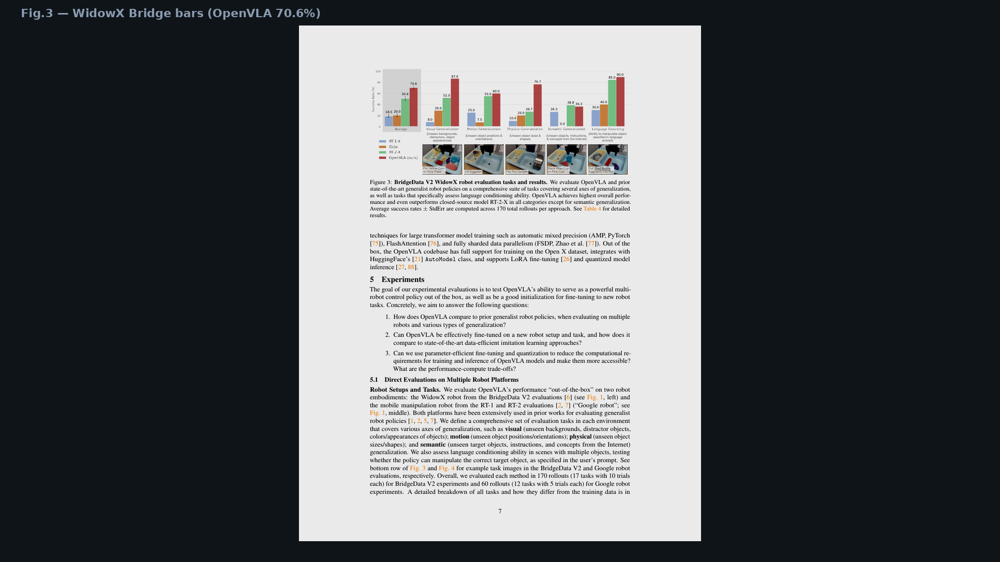 Fig.3 — WidowX Bridge bars (OpenVLA 70.6%)
100
80
60
40
20
0
Success Rate (%)
18.5 20.0 50.6 70.6
8.0 29.0 52.0 87.0
25.0 7.5 55.0 60.0
10.0 20.0 26.7 76.7
26.3 0.0 38.8 36.3
30.0 40.0 85.0 90.0
Average
Visual Generalization
(Unseen backgrounds,
distractors, object
appearances)
Motion Generalization
(Unseen object positions &
orientations)
Physical Generalization
(Unseen object sizes &
shapes)
Semantic Generalization
(Unseen objects, instructions,
& concepts from the Internet)
Language Grounding
(Ability to manipulate object
specified in language
prompt)
RT-1-X
Octo
RT-2-X
OpenVLA (ours)
Put Yellow Corn
on Pink Plate
Lift Eggplant
Flip Pot Upright
Stack Blue Cup
on Pink Cup
Put {Red Bottle,
Eggplant} into Pot
Figure 3: BridgeData V2 WidowX robot evaluation tasks and results. We evaluate OpenVLA and prior
state-of-the-art generalist robot policies on a comprehensive suite of tasks covering several axes of generalization,
as well as tasks that specifically assess language conditioning ability. OpenVLA achieves highest overall perfor-
mance and even outperforms closed-source model RT-2-X in all categories except for semantic generalization.
Average success rates ± StdErr are computed across 170 total rollouts per approach. See Table 4 for detailed
results.
techniques for large transformer model training such as automatic mixed precision (AMP, PyTorch
[75]), FlashAttention [76], and fully sharded data parallelism (FSDP, Zhao et al. [77]). Out of the
box, the OpenVLA codebase has full support for training on the Open X dataset, integrates with
HuggingFace's [21] AutoModel class, and supports LoRA fine-tuning [26] and quantized model
inference [27, 88].
5 Experiments
The goal of our experimental evaluations is to test OpenVLA's ability to serve as a powerful multi-
robot control policy out of the box, as well as be a good initialization for fine-tuning to new robot
tasks. Concretely, we aim to answer the following questions:
1. How does OpenVLA compare to prior generalist robot policies, when evaluating on multiple
robots and various types of generalization?
2. Can OpenVLA be effectively fine-tuned on a new robot setup and task, and how does it
compare to state-of-the-art data-efficient imitation learning approaches?
3. Can we use parameter-efficient fine-tuning and quantization to reduce the computational re-
quirements for training and inference of OpenVLA models and make them more accessible?
What are the performance-compute trade-offs?
5.1 Direct Evaluations on Multiple Robot Platforms
Robot Setups and Tasks. We evaluate OpenVLA's performance “out-of-the-box” on two robot
embodiments: the WidowX robot from the BridgeData V2 evaluations [6] (see Fig. 1, left) and
the mobile manipulation robot from the RT-1 and RT-2 evaluations [2, 7] (“Google robot”; see
Fig. 1, middle). Both platforms have been extensively used in prior works for evaluating generalist
robot policies [1, 2, 5, 7]. We define a comprehensive set of evaluation tasks in each environment
that covers various axes of generalization, such as visual (unseen backgrounds, distractor objects,
colors/appearances of objects); motion (unseen object positions/orientations); physical (unseen object
sizes/shapes); and semantic (unseen target objects, instructions, and concepts from the Internet)
generalization. We also assess language conditioning ability in scenes with multiple objects, testing
whether the policy can manipulate the correct target object, as specified in the user's prompt. See
bottom row of Fig. 3 and Fig. 4 for example task images in the BridgeData V2 and Google robot
evaluations, respectively. Overall, we evaluated each method in 170 rollouts (17 tasks with 10 trials
each) for BridgeData V2 experiments and 60 rollouts (12 tasks with 5 trials each) for Google robot
experiments. A detailed breakdown of all tasks and how they differ from the training data is in
7